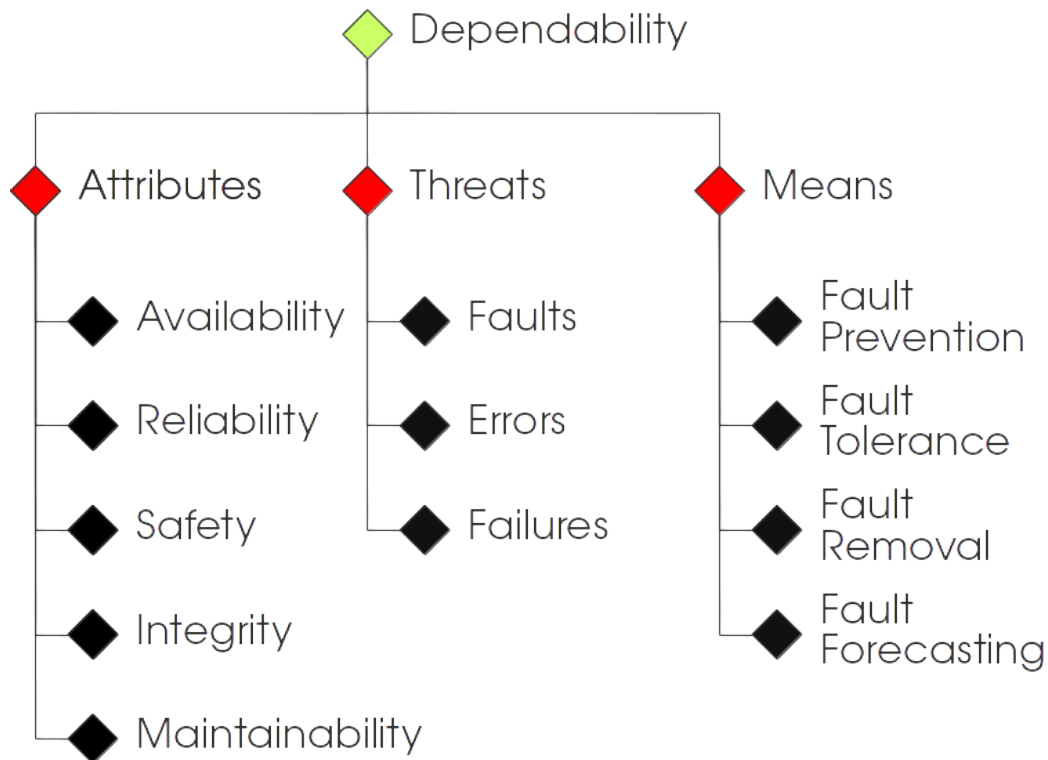 Dependability
Attributes
Threats
Means
Availability
Reliability
Safety
Integrity
Maintainability
Faults
Errors
Failures
Fault
Prevention
Fault
Tolerance
Fault
Removal
Fault
Forecasting